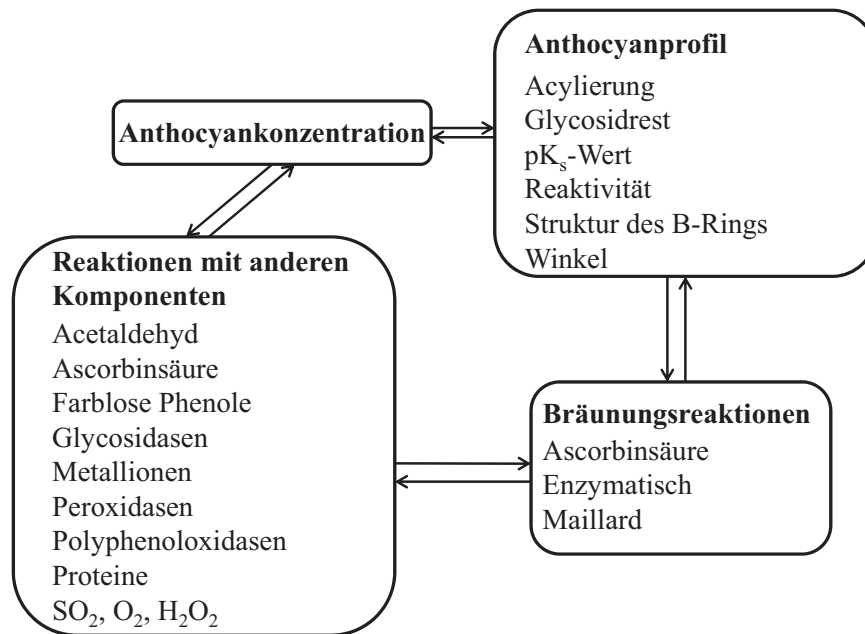 Anthocyanprofil
Acylierung
Glycosidrest
pKₛ-Wert
Reaktivität
Struktur des B-Rings
Winkel
Anthocyankonzentration
Reaktionen mit anderen
Komponenten
Acetaldehyd
Ascorbinsäure
Farblose Phenole
Glycosidasen
Metallionen
Peroxidasen
Polyphenoloxidasen
Proteine
SO₂, O₂, H₂O₂
Bräunungsreaktionen
Ascorbinsäure
Enzymatisch
Maillard